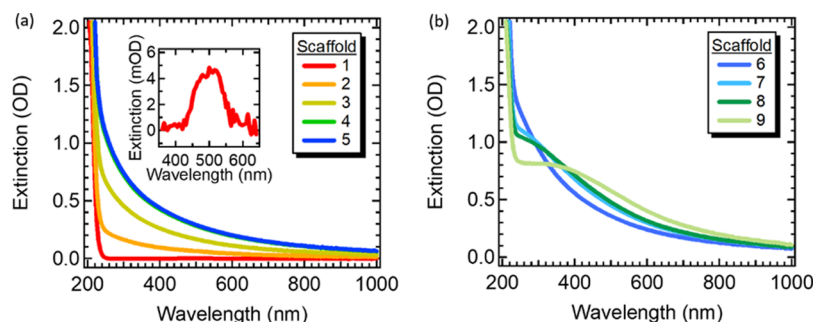 (a)
2.0
1.5
1.0
0.5
0.0
Extinction (OD)
200 400 600 800 1000
Wavelength (nm)
6
4
2
0
Extinction (mOD)
400 500 600
Wavelength (nm)
Scaffold
1
2
3
4
5
(b)
2.0
1.5
1.0
0.5
0.0
Extinction (OD)
200 400 600 800 1000
Wavelength (nm)
Scaffold
6
7
8
9